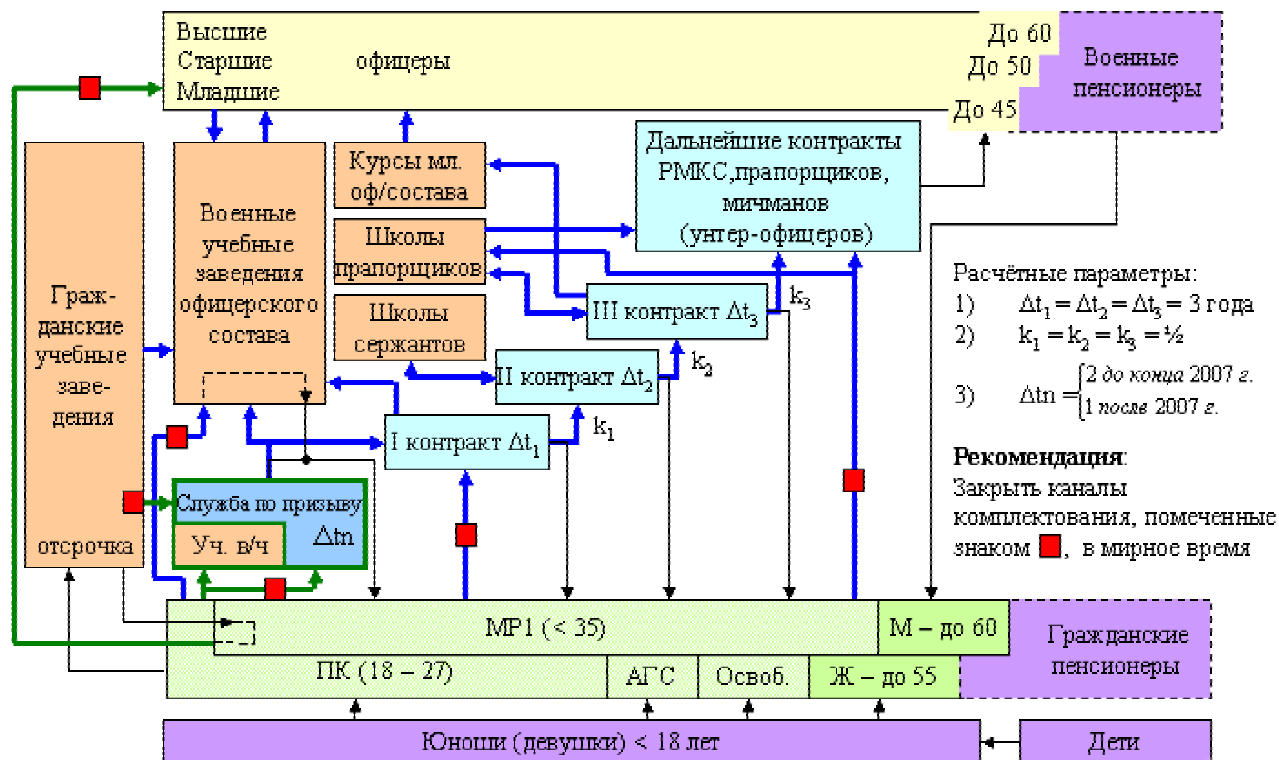 Высшие
Старшие офицеры
Младшие
До 60
До 50
До 45
Военные
пенсионеры
Граж-
данские
учебные
заве-
дения
отсрочка
Военные
учебные
заведения
офицерского
состава
Курсы мл.
оф/состава
Школы
прапорщиков
Школы
сержантов
Дальнейшие контракты
РМКС,прапорщиков,
мичманов
(унтер-офицеров)
III контракт Δt₃
k₃
II контракт Δt₂
k₂
I контракт Δt₁
k₁
Служба по призыву
Уч. в/ч
Δtn
Расчётные параметры:
1) Δt₁ = Δt₂ = Δt₃ = 3 года
2) k₁ = k₂ = k₃ = ½
3) Δtn = {2 до конца 2007 г.
1 после 2007 г.
Рекомендация:
Закрыть каналы
комплектования, помеченные
знаком , в мирное время
МР1 (< 35)
М – до 60
Гражданские
пенсионеры
ПК (18 – 27)
АГС
Освоб.
Ж – до 55
Юноши (девушки) < 18 лет
Дети